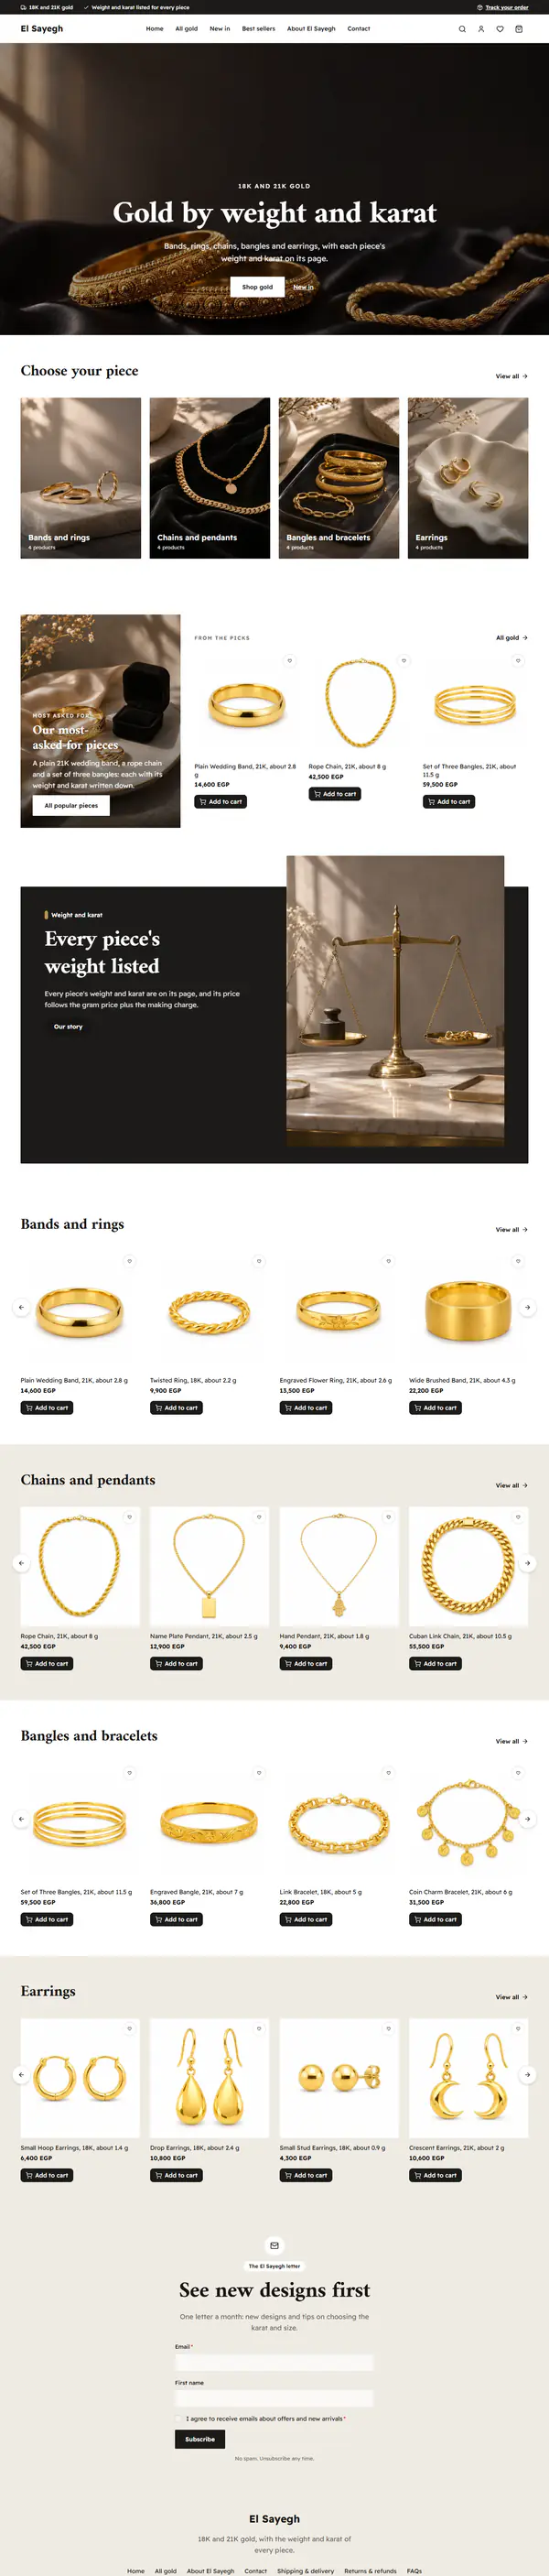 18K and 21K gold
Weight and karat listed for every piece
Track your order
El Sayegh
Home
All gold
New in
Best sellers
About El Sayegh
Contact
18K AND 21K GOLD
Gold by weight and karat
Bands, rings, chains, bangles and earrings, with each piece's
weight and karat on its page.
Shop gold
New in
Choose your piece
View all
Bands and rings
4 products
Chains and pendants
4 products
Bangles and bracelets
4 products
Earrings
4 products
MOST ASKED FOR
Our most-
asked-for pieces
A plain 21K wedding band, a rope chain
and a set of three bangles: each with its
weight and karat written down.
All popular pieces
FROM THE PICKS
All gold
Plain Wedding Band, 21K, about 2.8
g
14,600 EGP
Add to cart
Rope Chain, 21K, about 8 g
42,500 EGP
Add to cart
Set of Three Bangles, 21K, about
11.5 g
59,500 EGP
Add to cart
Weight and karat
Every piece's
weight listed
Every piece's weight and karat are on its page, and its price
follows the gram price plus the making charge.
Our story
Bands and rings
View all
Plain Wedding Band, 21K, about 2.8 g
14,600 EGP
Add to cart
Twisted Ring, 18K, about 2.2 g
9,900 EGP
Add to cart
Engraved Flower Ring, 21K, about 2.6 g
13,500 EGP
Add to cart
Wide Brushed Band, 21K, about 4.3 g
22,200 EGP
Add to cart
Chains and pendants
View all
Rope Chain, 21K, about 8 g
42,500 EGP
Add to cart
Name Plate Pendant, 21K, about 2.5 g
12,900 EGP
Add to cart
Hand Pendant, 21K, about 1.8 g
9,400 EGP
Add to cart
Cuban Link Chain, 21K, about 10.5 g
55,500 EGP
Add to cart
Bangles and bracelets
View all
Set of Three Bangles, 21K, about 11.5 g
59,500 EGP
Add to cart
Engraved Bangle, 21K, about 7 g
36,800 EGP
Add to cart
Link Bracelet, 18K, about 5 g
22,800 EGP
Add to cart
Coin Charm Bracelet, 21K, about 6 g
31,500 EGP
Add to cart
Earrings
View all
Small Hoop Earrings, 18K, about 1.4 g
6,400 EGP
Add to cart
Drop Earrings, 18K, about 2.4 g
10,800 EGP
Add to cart
Small Stud Earrings, 18K, about 0.9 g
4,300 EGP
Add to cart
Crescent Earrings, 21K, about 2 g
10,600 EGP
Add to cart
The El Sayegh letter
See new designs first
One letter a month: new designs and tips on choosing the
karat and size.
Email*
First name
I agree to receive emails about offers and new arrivals*
Subscribe
No spam. Unsubscribe any time.
El Sayegh
18K and 21K gold, with the weight and karat of
every piece.
Home
All gold
About El Sayegh
Contact
Shipping & delivery
Returns & refunds
FAQs